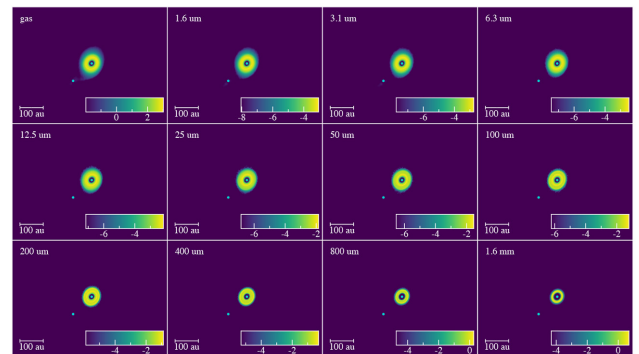 gas
1.6 um
3.1 um
6.3 um
0 2
-8 -6 -4
-6 -4
-6 -4
100 au
100 au
100 au
100 au
12.5 um
25 um
50 um
100 um
-6 -4
-6 -4 -2
-6 -4 -2
-6 -4 -2
100 au
100 au
100 au
100 au
200 um
400 um
800 um
1.6 mm
-4 -2
-4 -2
-4 -2 0
-4 -2 0
100 au
100 au
100 au
100 au